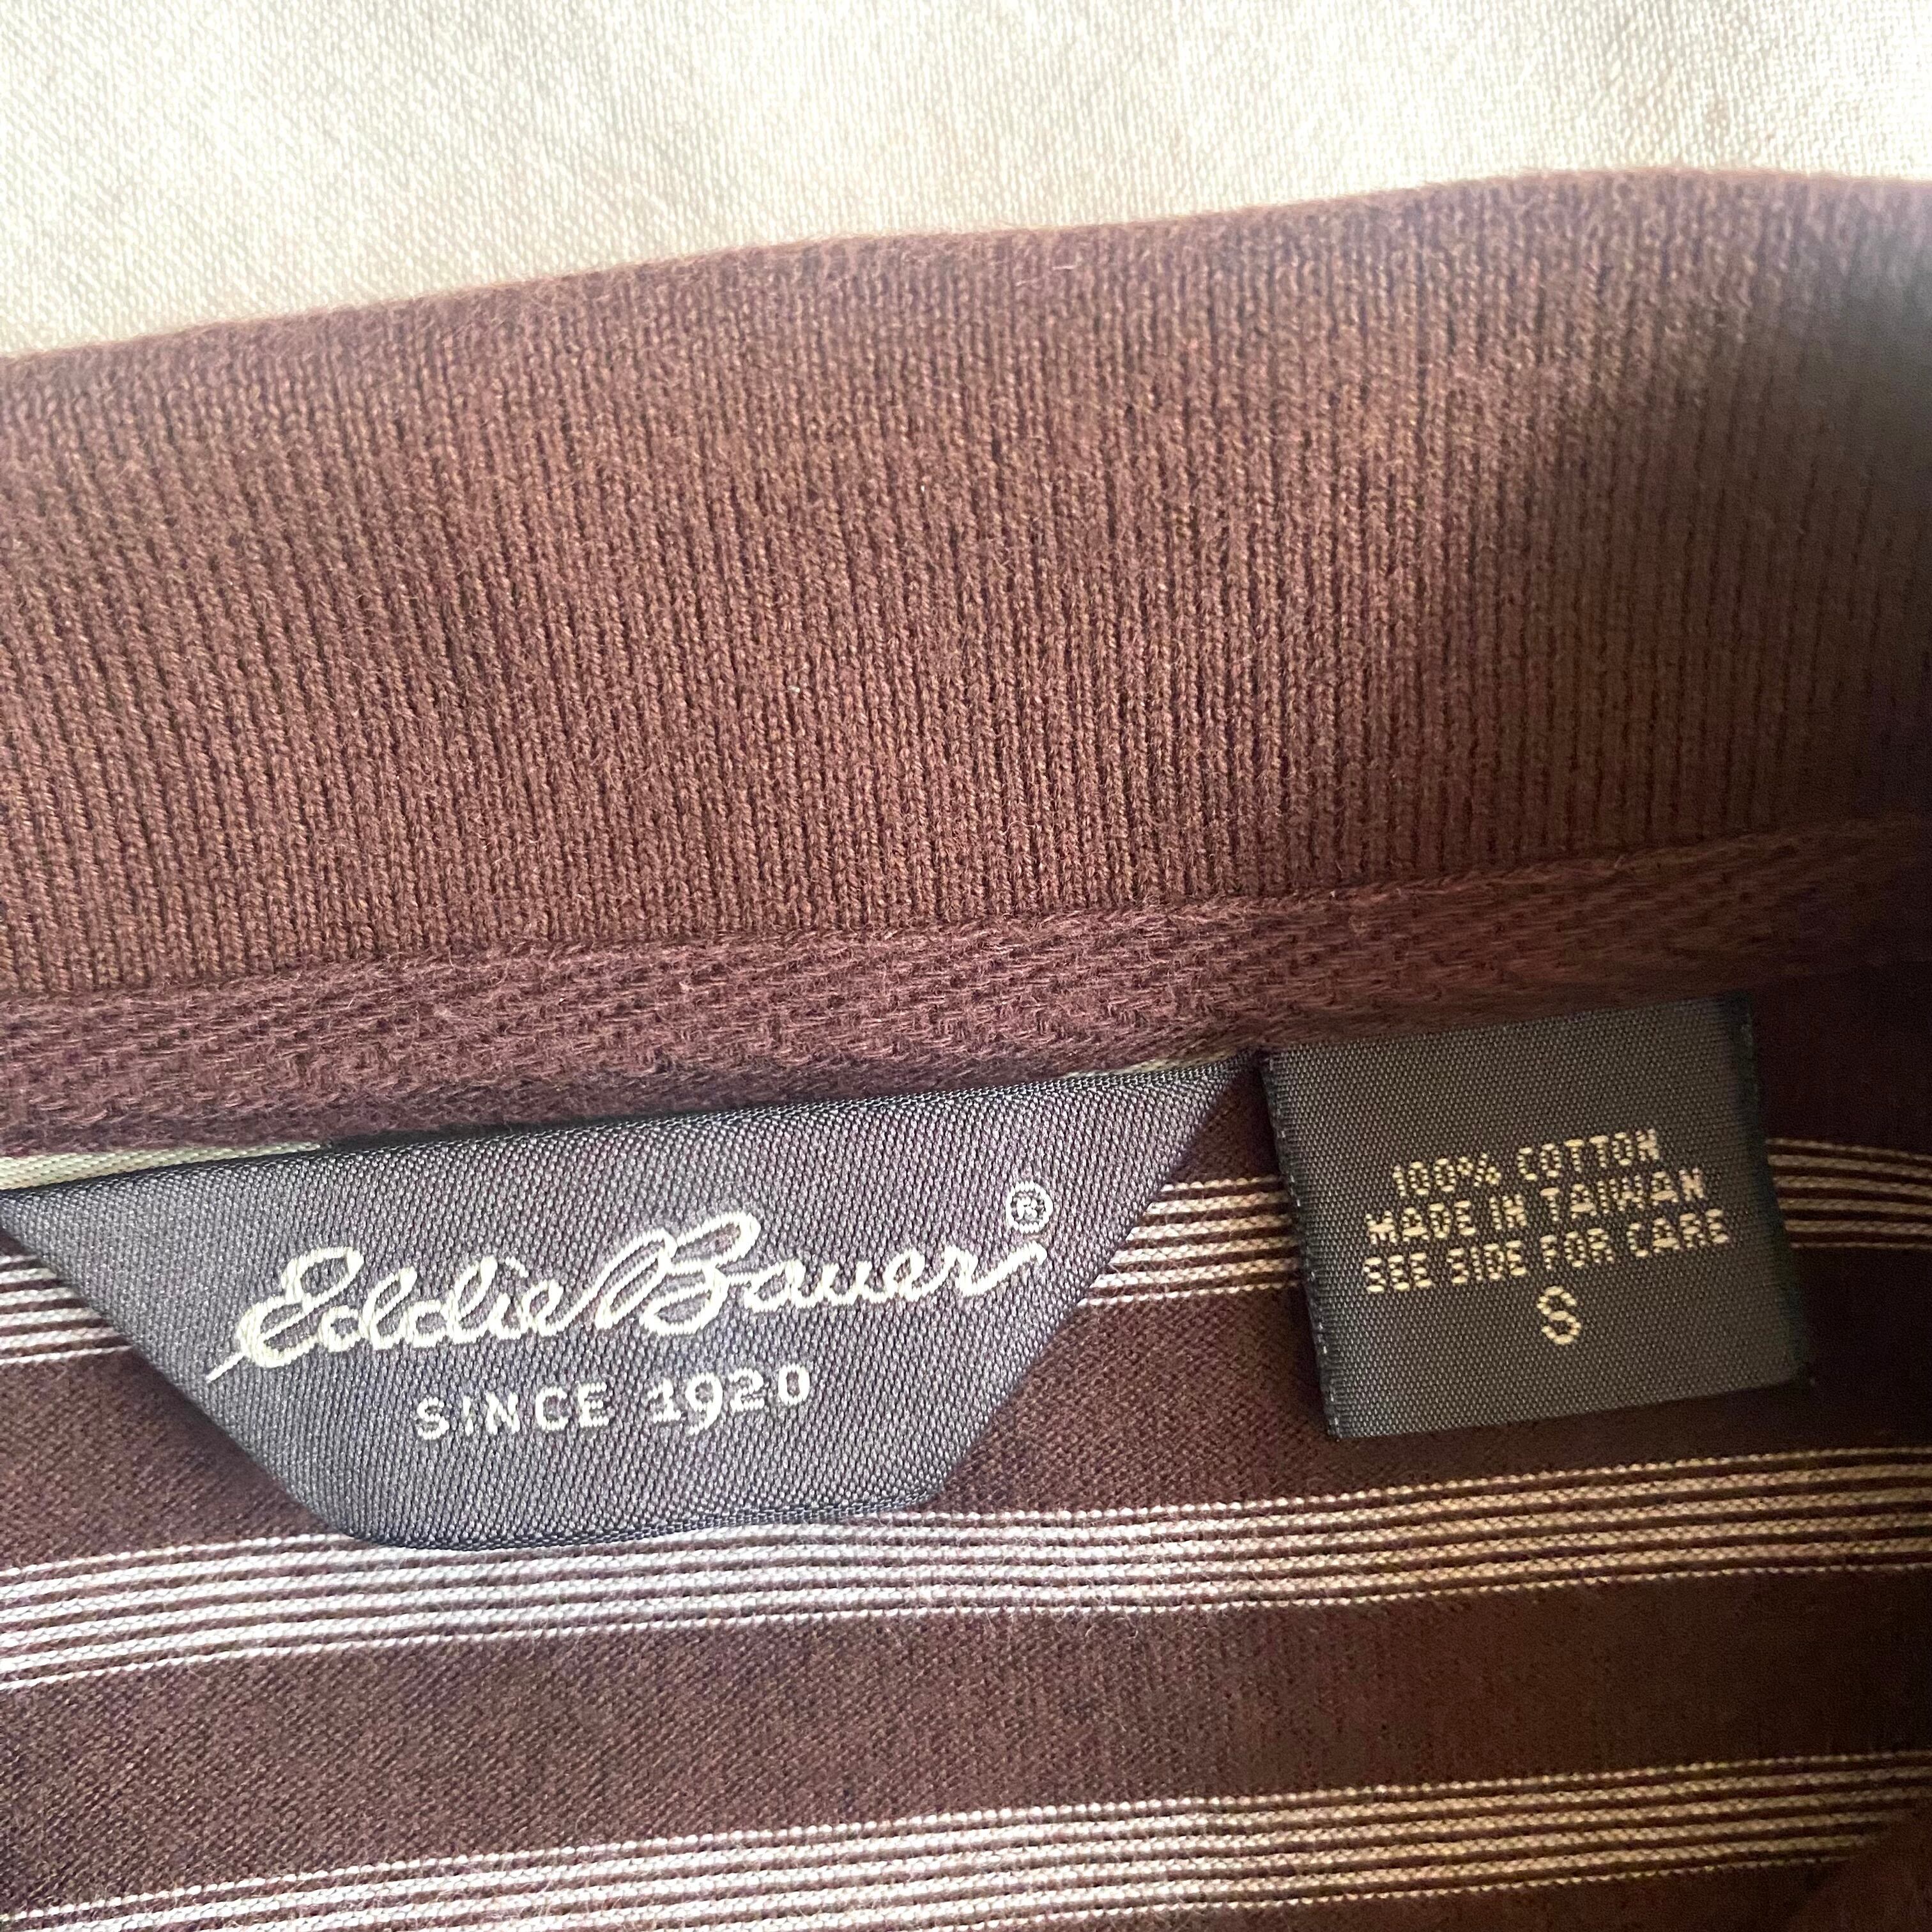 Eddie Bauer®
SINCE 1920
100% COTTON
MADE IN TAIWAN
SEE SIDE FOR CARE
S